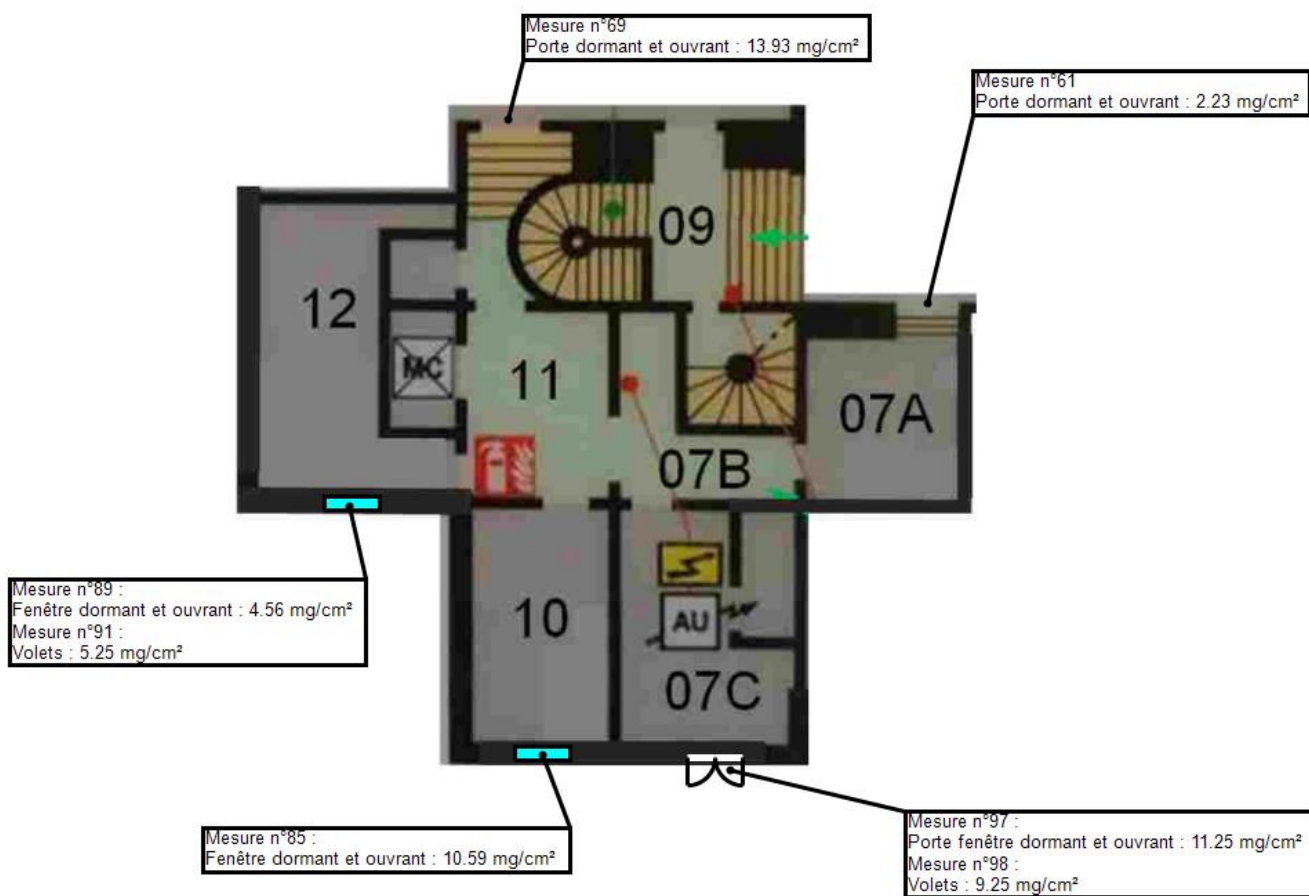 Mesure n°69
Porte dormant et ouvrant : 13.93 mg/cm²
Mesure n°61
Porte dormant et ouvrant : 2.23 mg/cm²
09
12
MC
11
07A
07B
Mesure n°89 :
Fenêtre dormant et ouvrant : 4.56 mg/cm²
Mesure n°91 :
Volets : 5.25 mg/cm²
10
AU
07C
Mesure n°85 :
Fenêtre dormant et ouvrant : 10.59 mg/cm²
Mesure n°97 :
Porte fenêtre dormant et ouvrant : 11.25 mg/cm²
Mesure n°98 :
Volets : 9.25 mg/cm²